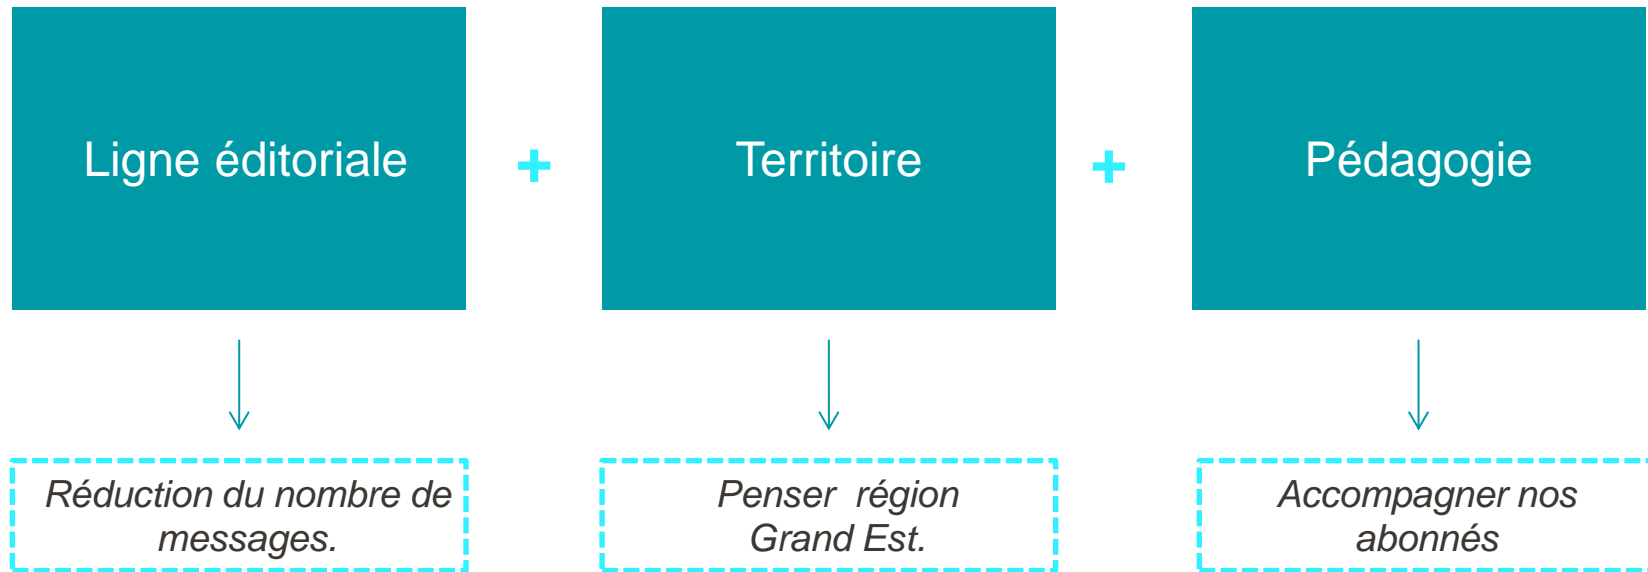 Ligne éditoriale
+
Territoire
+
Pédagogie
Réduction du nombre de
messages.
Penser région
Grand Est.
Accompagner nos
abonnés